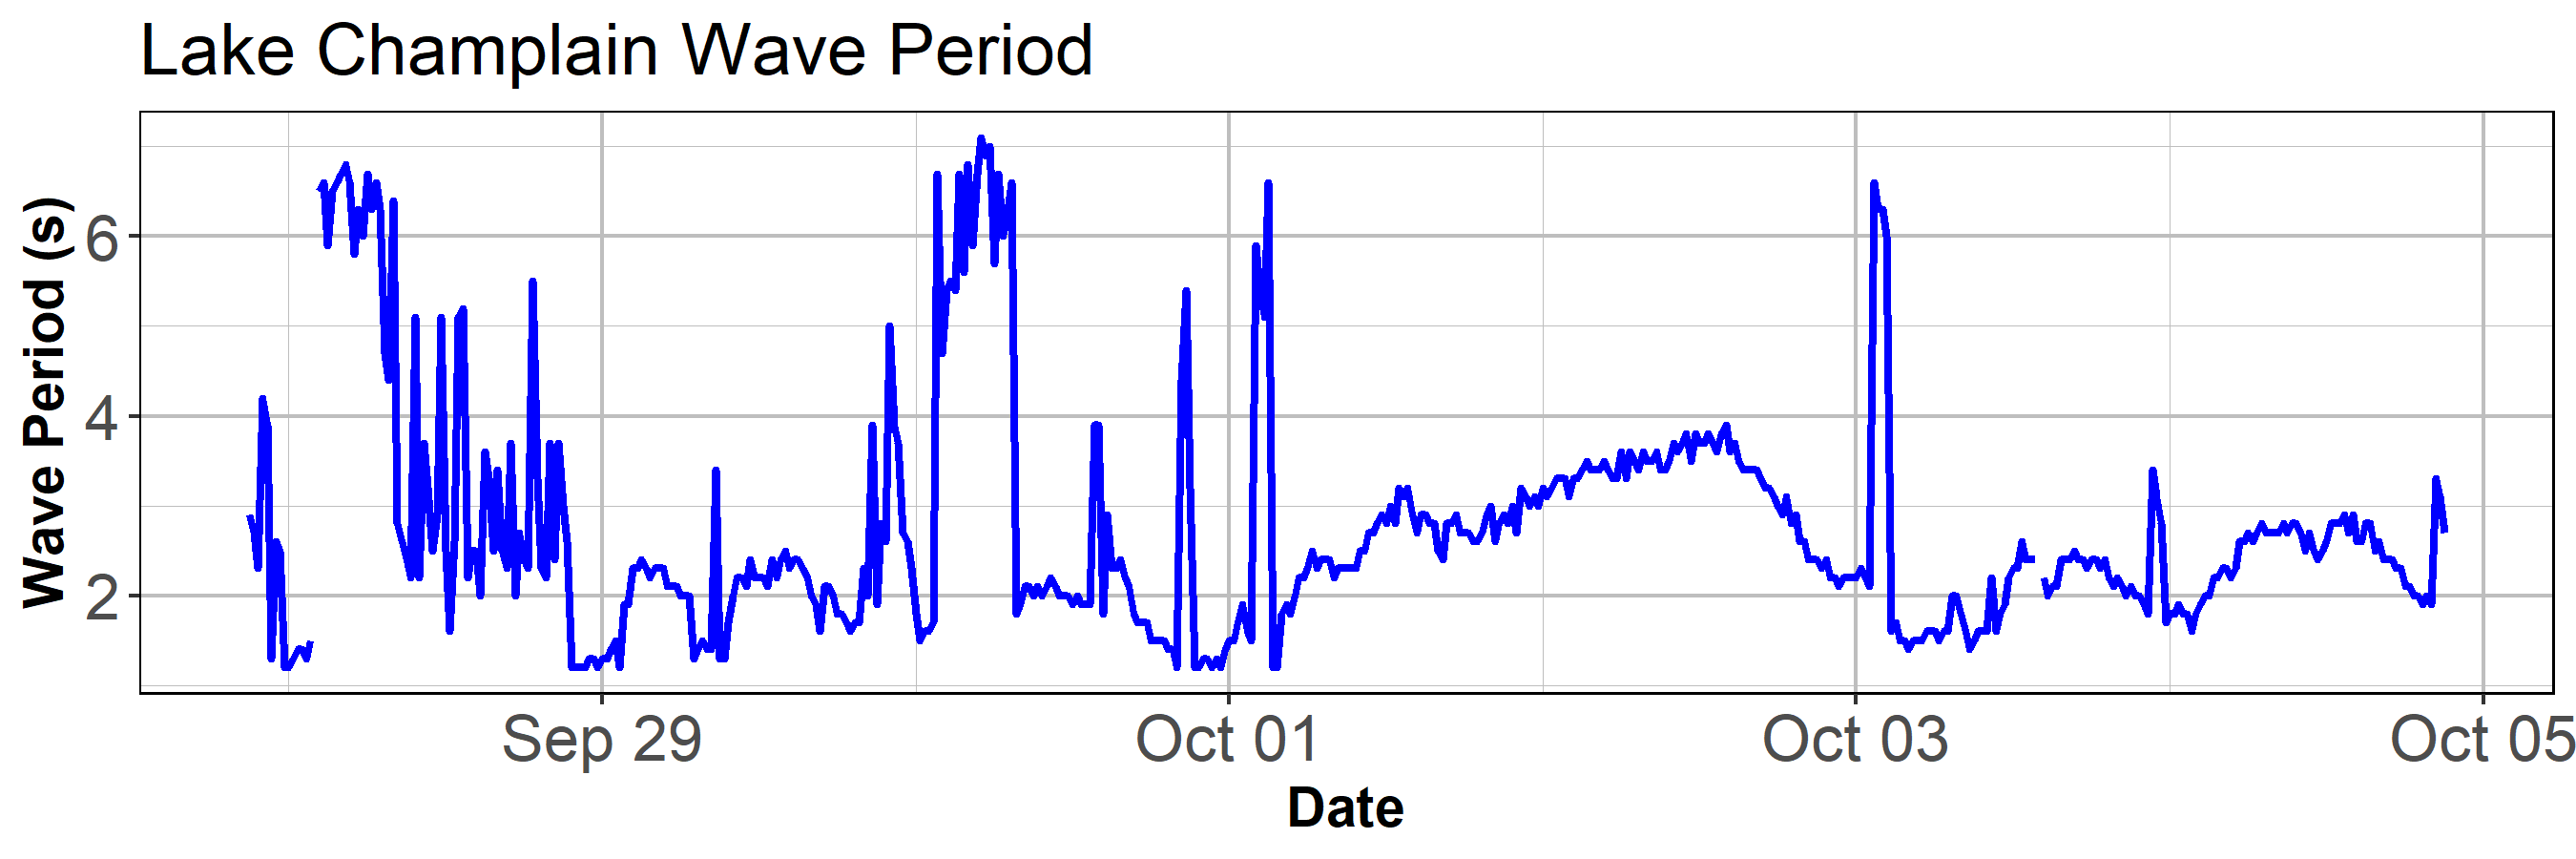 Lake Champlain Wave Period
Wave Period (s)
6
4
2
Sep 29
Oct 01
Oct 03
Oct 05
Date